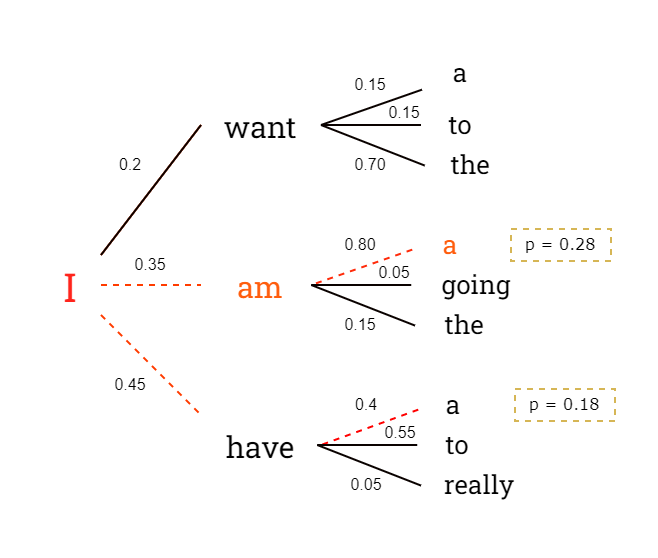 a
0.15
0.15
want
to
0.2
0.70
the
0.80
a
p = 0.28
0.35
0.05
I
am
going
0.15
the
0.45
0.4
a
p = 0.18
0.55
have
to
0.05
really